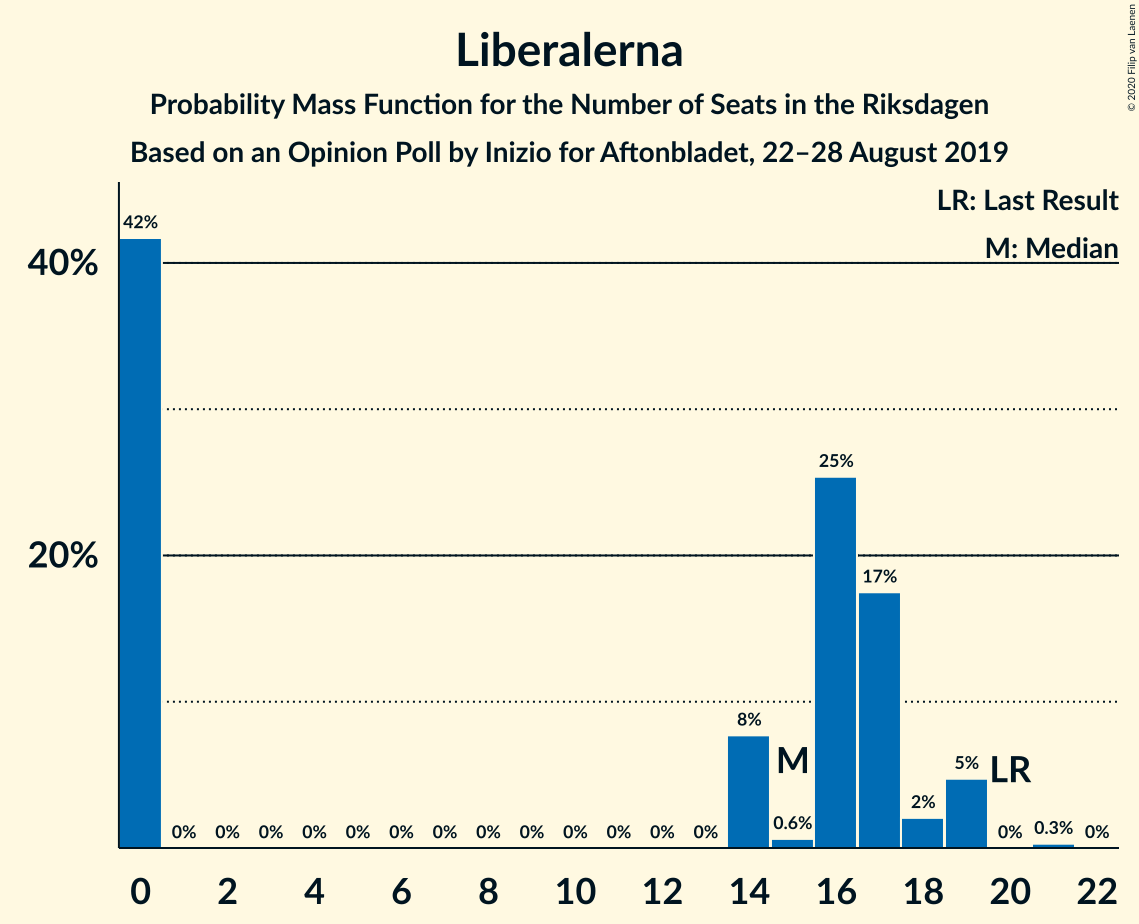 Liberalerna
Probability Mass Function for the Number of Seats in the Riksdagen
Based on an Opinion Poll by Inizio for Aftonbladet, 22–28 August 2019
© 2020 Filip van Laenen
LR: Last Result
M: Median
42%
40%
25%
20%
17%
8%
M
LR
5%
2%
0% 0% 0% 0% 0% 0% 0% 0% 0% 0% 0% 0% 0% 0.6% 0% 0.3% 0%
0 2 4 6 8 10 12 14 16 18 20 22